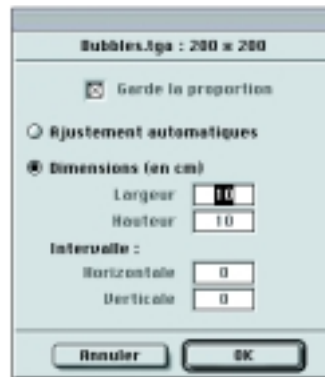 Bubbles.tga : 200 x 200
Garde la proportion
Ajustement automatiques
Dimensions (en cm)
Largeur 10
Hauteur 10
Intervalle :
Horizontale 0
Verticale 0
Annuler OK